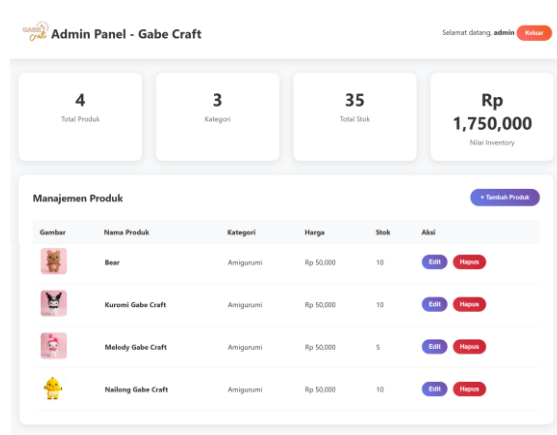 GABE Craft
Admin Panel - Gabe Craft
Selamat datang, admin Keluar
4
Total Produk
3
Kategori
35
Total Stok
Rp
1,750,000
Nilai Inventory
Manajemen Produk
+ Tambah Produk
Gambar Nama Produk Kategori Harga Stok Aksi
Bear Amigurumi Rp 50,000 10 Edit Hapus
Kuromi Gabe Craft Amigurumi Rp 50,000 10 Edit Hapus
Melody Gabe Craft Amigurumi Rp 50,000 5 Edit Hapus
Nailong Gabe Craft Amigurumi Rp 50,000 10 Edit Hapus